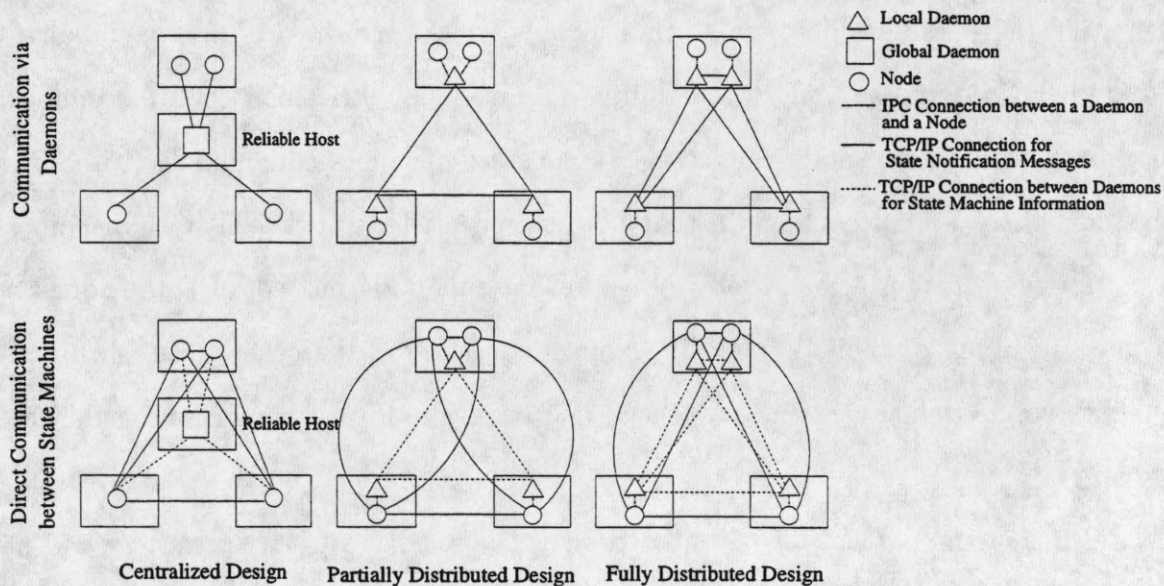 Communication via
Daemons
Reliable Host
Local Daemon
Global Daemon
Node
IPC Connection between a Daemon
and a Node
TCP/IP Connection for
State Notification Messages
TCP/IP Connection between Daemons
for State Machine Information
Direct Communication
between State Machines
Reliable Host
Centralized Design
Partially Distributed Design
Fully Distributed Design